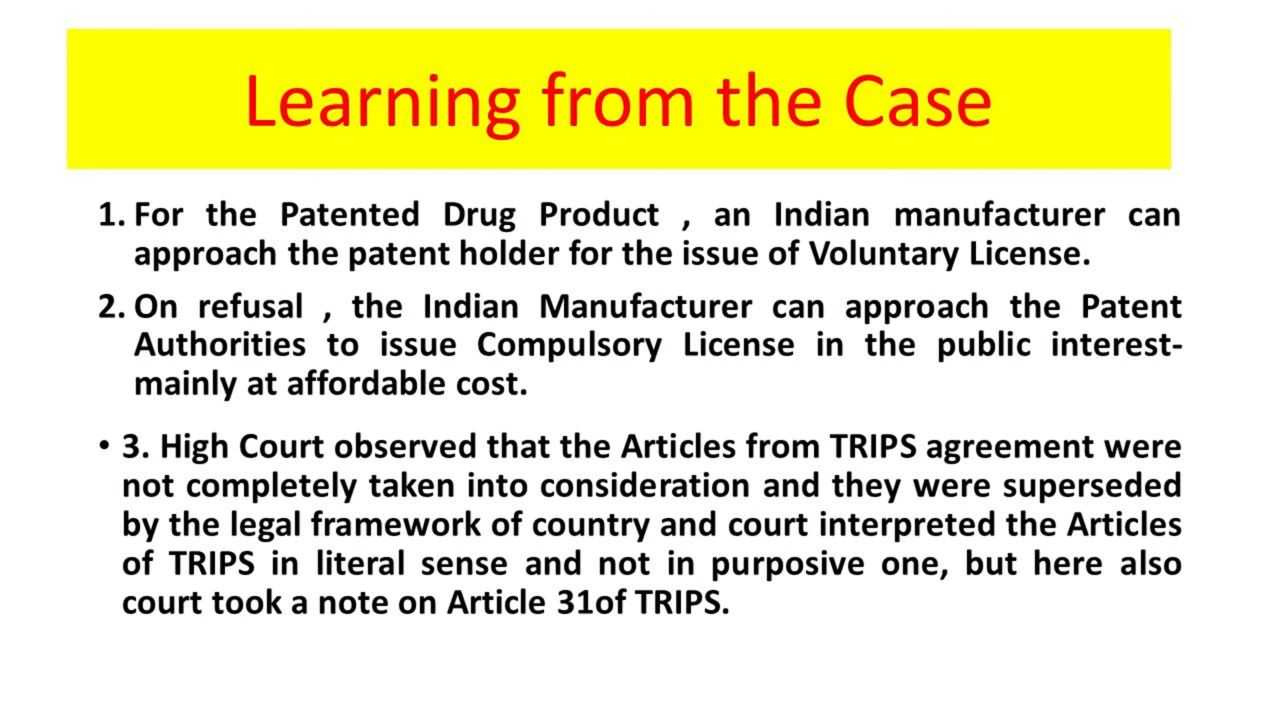 Learning from the Case
1. For the Patented Drug Product , an Indian manufacturer can
approach the patent holder for the issue of Voluntary License.
2. On refusal , the Indian Manufacturer can approach the Patent
Authorities to issue Compulsory License in the public interest-
mainly at affordable cost.
• 3. High Court observed that the Articles from TRIPS agreement were
not completely taken into consideration and they were superseded
by the legal framework of country and court interpreted the Articles
of TRIPS in literal sense and not in purposive one, but here also
court took a note on Article 31of TRIPS.